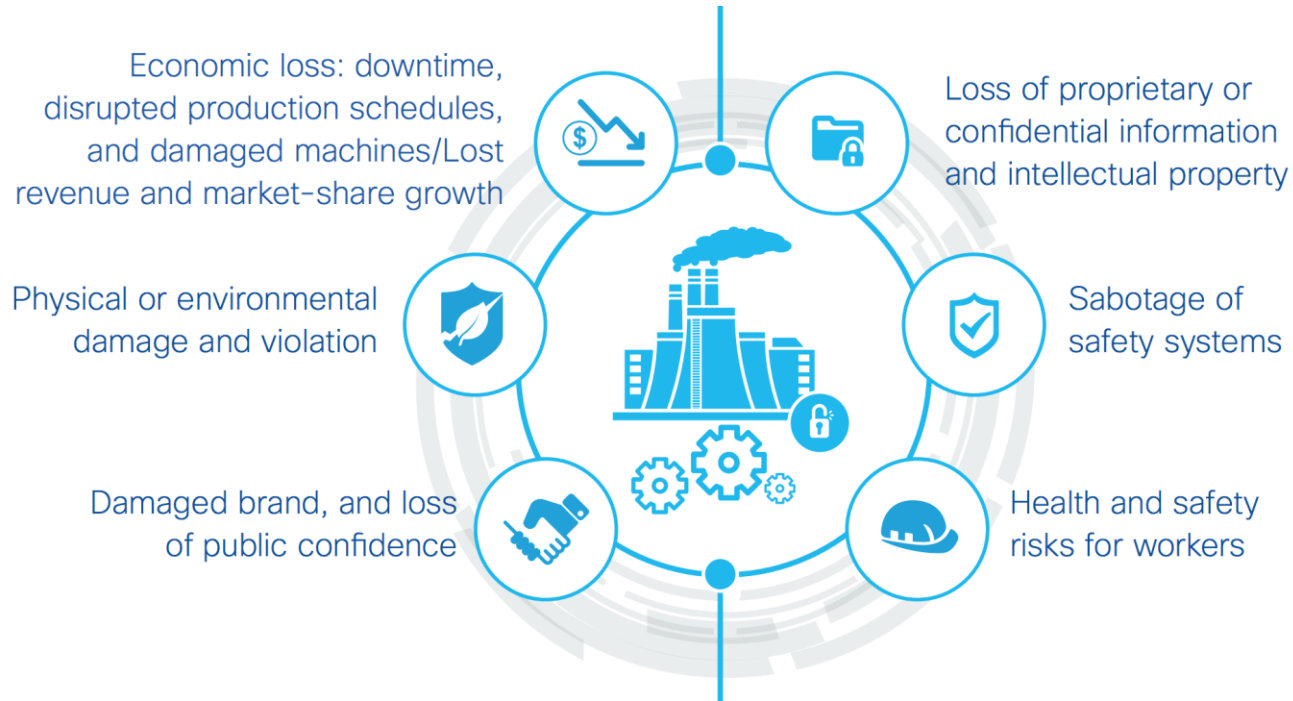 Economic loss: downtime,
disrupted production schedules,
and damaged machines/Lost
revenue and market-share growth
Loss of proprietary or
confidential information
and intellectual property
$
Physical or environmental
damage and violation
Sabotage of
safety systems
Damaged brand, and loss
of public confidence
Health and safety
risks for workers